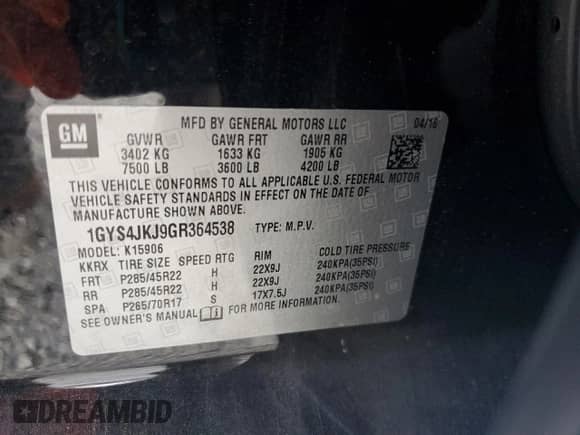 GM
MFD BY GENERAL MOTORS LLC 04/16
GVWR GAWR FRT GAWR RR
3402 KG 1633 KG 1905 KG
7500 LB 3600 LB 4200 LB
THIS VEHICLE CONFORMS TO ALL APPLICABLE U.S. FEDERAL MOTOR
VEHICLE SAFETY STANDARDS IN EFFECT ON THE DATE OF
MANUFACTURE SHOWN ABOVE.
1GYS4JKJ9GR364538 TYPE: M.P.V.
MODEL: K15906
KKRX TIRE SIZE SPEED RTG RIM COLD TIRE PRESSURE
FRT P285/45R22 H 22X9J 240KPA(35PSI)
RR P285/45R22 H 22X9J 240KPA(35PSI)
SPA P265/70R17 S 17X7.5J 240KPA(35PSI)
SEE OWNER'S MANUAL FOR MORE INFORMATION.
DREAMBID